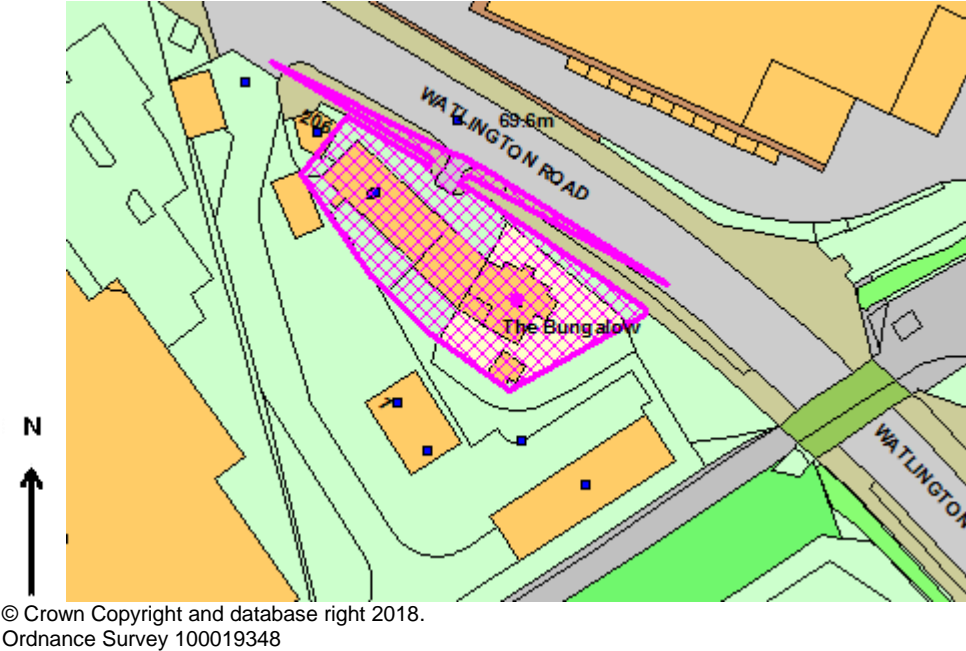 WATLINGTON ROAD
69.6m
206
The Bungalow
7
WATLINGTON
N
© Crown Copyright and database right 2018.
Ordnance Survey 100019348